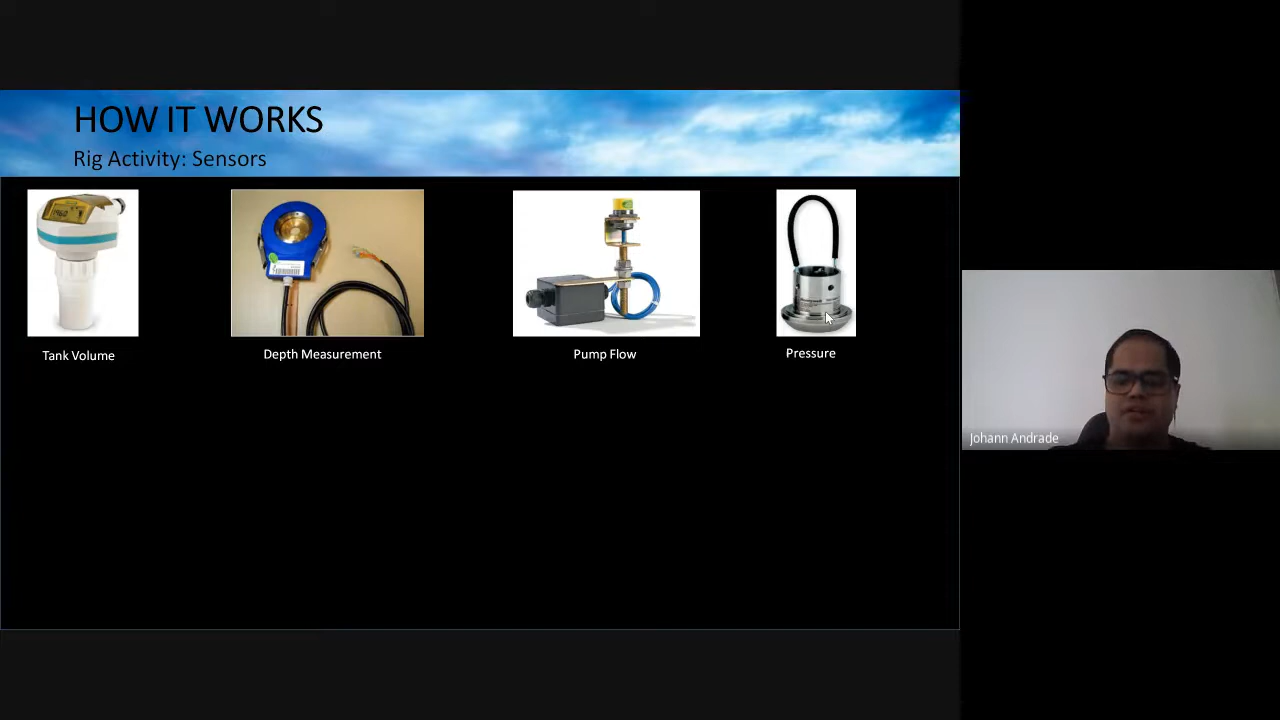 HOW IT WORKS
Rig Activity: Sensors
Tank Volume
Depth Measurement
Pump Flow
Pressure
Johann Andrade